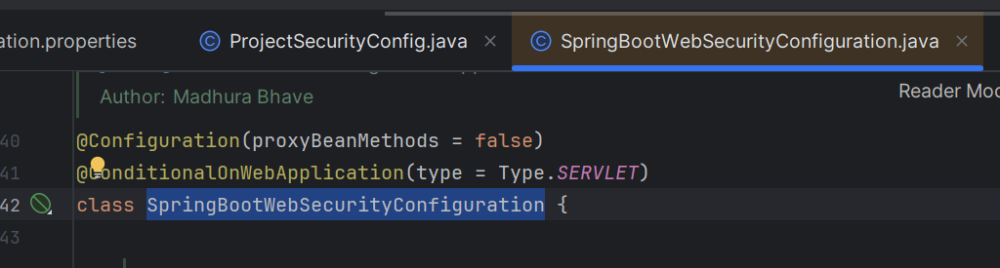 ation.properties
ProjectSecurityConfig.java
SpringBootWebSecurityConfiguration.java
Author: Madhura Bhave
Reader Mod
40 @Configuration(proxyBeanMethods = false)
41 @ConditionalOnWebApplication(type = Type.SERVLET)
42 class SpringBootWebSecurityConfiguration {
43